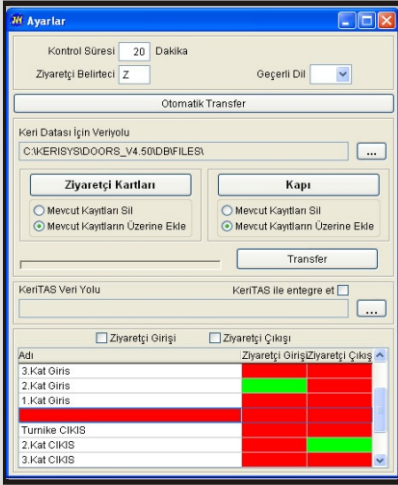 Ayarlar
Kontrol Süresi 20 Dakika
Ziyaretçi Belirteci Z Geçerli Dil
Otomatik Transfer
Keri Datası İçin Veriyolu
C:\KERISYS\DOORS_V4.50\DB\FILES\
...
Ziyaretçi Kartları Kapı
Mevcut Kayıtları Sil Mevcut Kayıtları Sil
Mevcut Kayıtların Üzerine Ekle Mevcut Kayıtların Üzerine Ekle
Transfer
KeriTAS Veri Yolu KeriTAS ile entegre et
...
Ziyaretçi Girişi Ziyaretçi Çıkışı
Adı Ziyaretçi Girişi Ziyaretçi Çıkış
3.Kat Giris
2.Kat Giris
1.Kat Giris
Turnike CIKIS
2.Kat CIKIS
3.Kat CIKIS